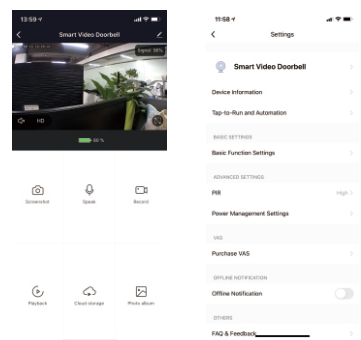 13:59
Smart Video Doorbell
Signal 38%
HD
Screenshot
Speak
Record
Playback
Cloud storage
Photo album
11:58
Settings
Smart Video Doorbell
Device Information
Tap-to-Run and Automation
BASIC SETTINGS
Basic Function Settings
ADVANCED SETTINGS
PIR
High
Power Management Settings
VAS
Purchase VAS
OFFLINE NOTIFICATION
Offline Notification
OTHERS
FAQ & Feedback